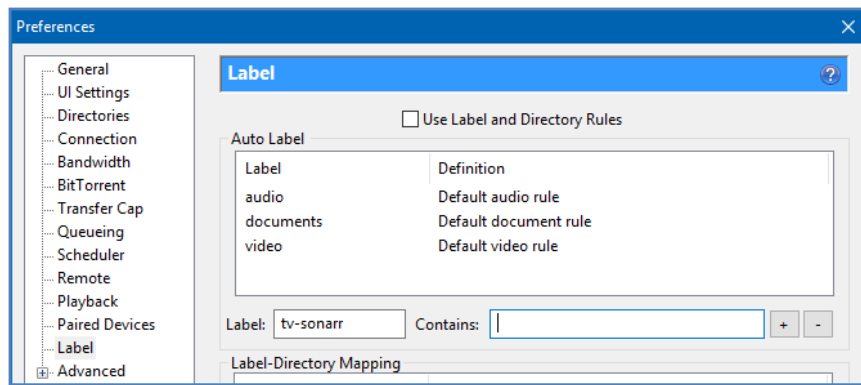 Preferences
General
UI Settings
Directories
Connection
Bandwidth
BitTorrent
Transfer Cap
Queueing
Scheduler
Remote
Playback
Paired Devices
Label
Advanced
Label
Use Label and Directory Rules
Auto Label
Label Definition
audio Default audio rule
documents Default document rule
video Default video rule
Label: tv-sonarr Contains: + -
Label-Directory Mapping